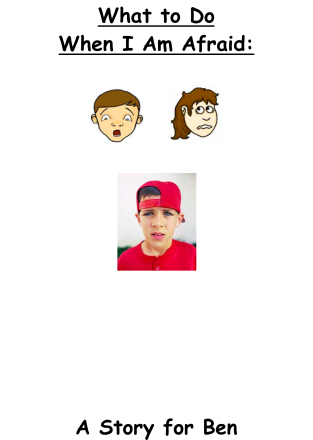 What to Do
When I Am Afraid:
A Story for Ben